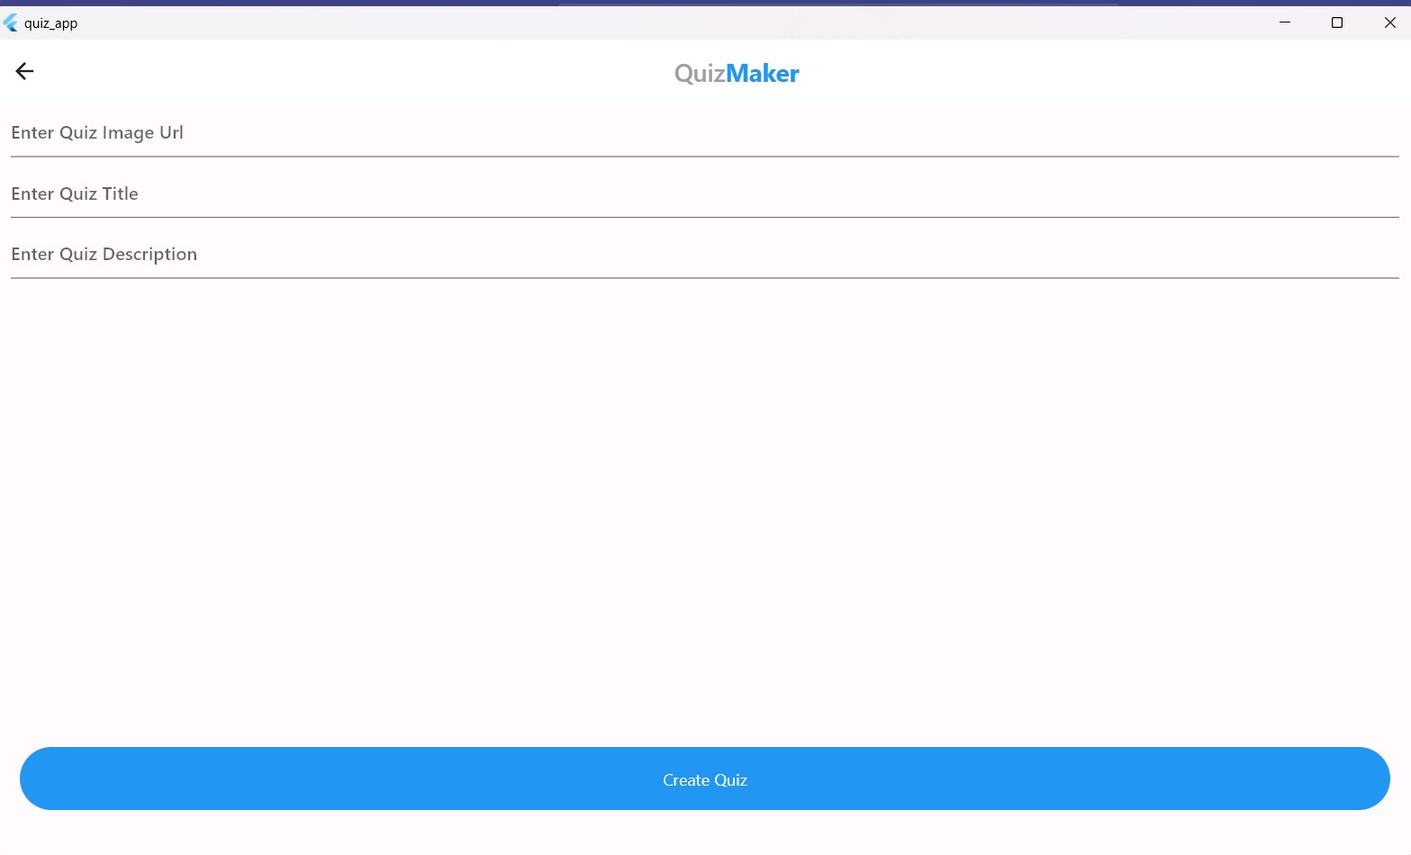 quiz_app
QuizMaker
Enter Quiz Image Url
Enter Quiz Title
Enter Quiz Description
Create Quiz